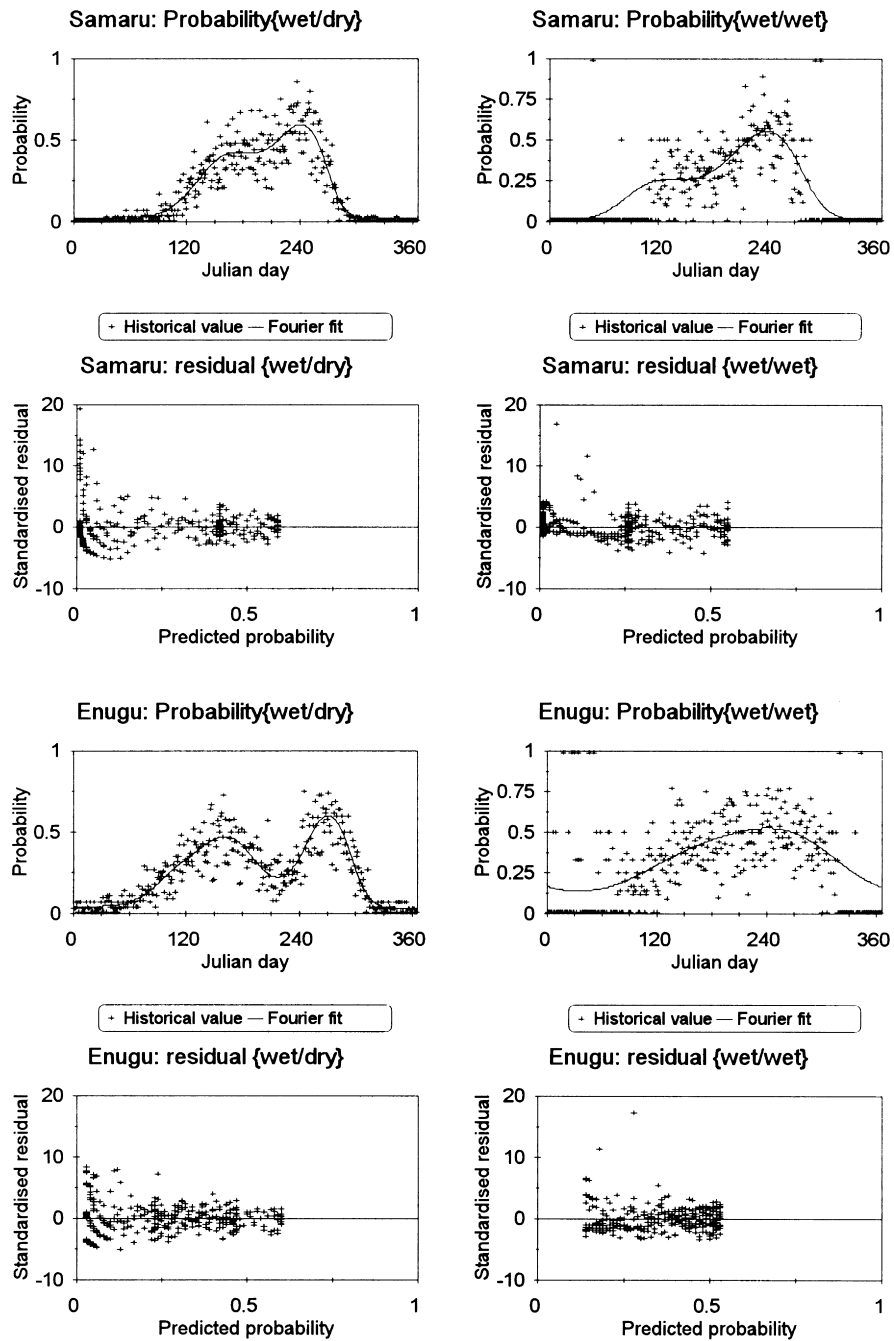 Samaru: Probability{wet/dry}
Probability
1
0.5
0
0 120 240 360
Julian day
Samaru: Probability{wet/wet}
Probability
1
0.75
0.5
0.25
0
0 120 240 360
Julian day
+ Historical value — Fourier fit
+ Historical value — Fourier fit
Samaru: residual {wet/dry}
Standardised residual
20
10
0
-10
0 0.5 1
Predicted probability
Samaru: residual {wet/wet}
Standardised residual
20
10
0
-10
0 0.5 1
Predicted probability
Enugu: Probability{wet/dry}
Probability
1
0.5
0
0 120 240 360
Julian day
Enugu: Probability{wet/wet}
Probability
1
0.75
0.5
0.25
0
0 120 240 360
Julian day
+ Historical value — Fourier fit
+ Historical value — Fourier fit
Enugu: residual {wet/dry}
Standardised residual
20
10
0
-10
0 0.5 1
Predicted probability
Enugu: residual {wet/wet}
Standardised residual
20
10
0
-10
0 0.5 1
Predicted probability